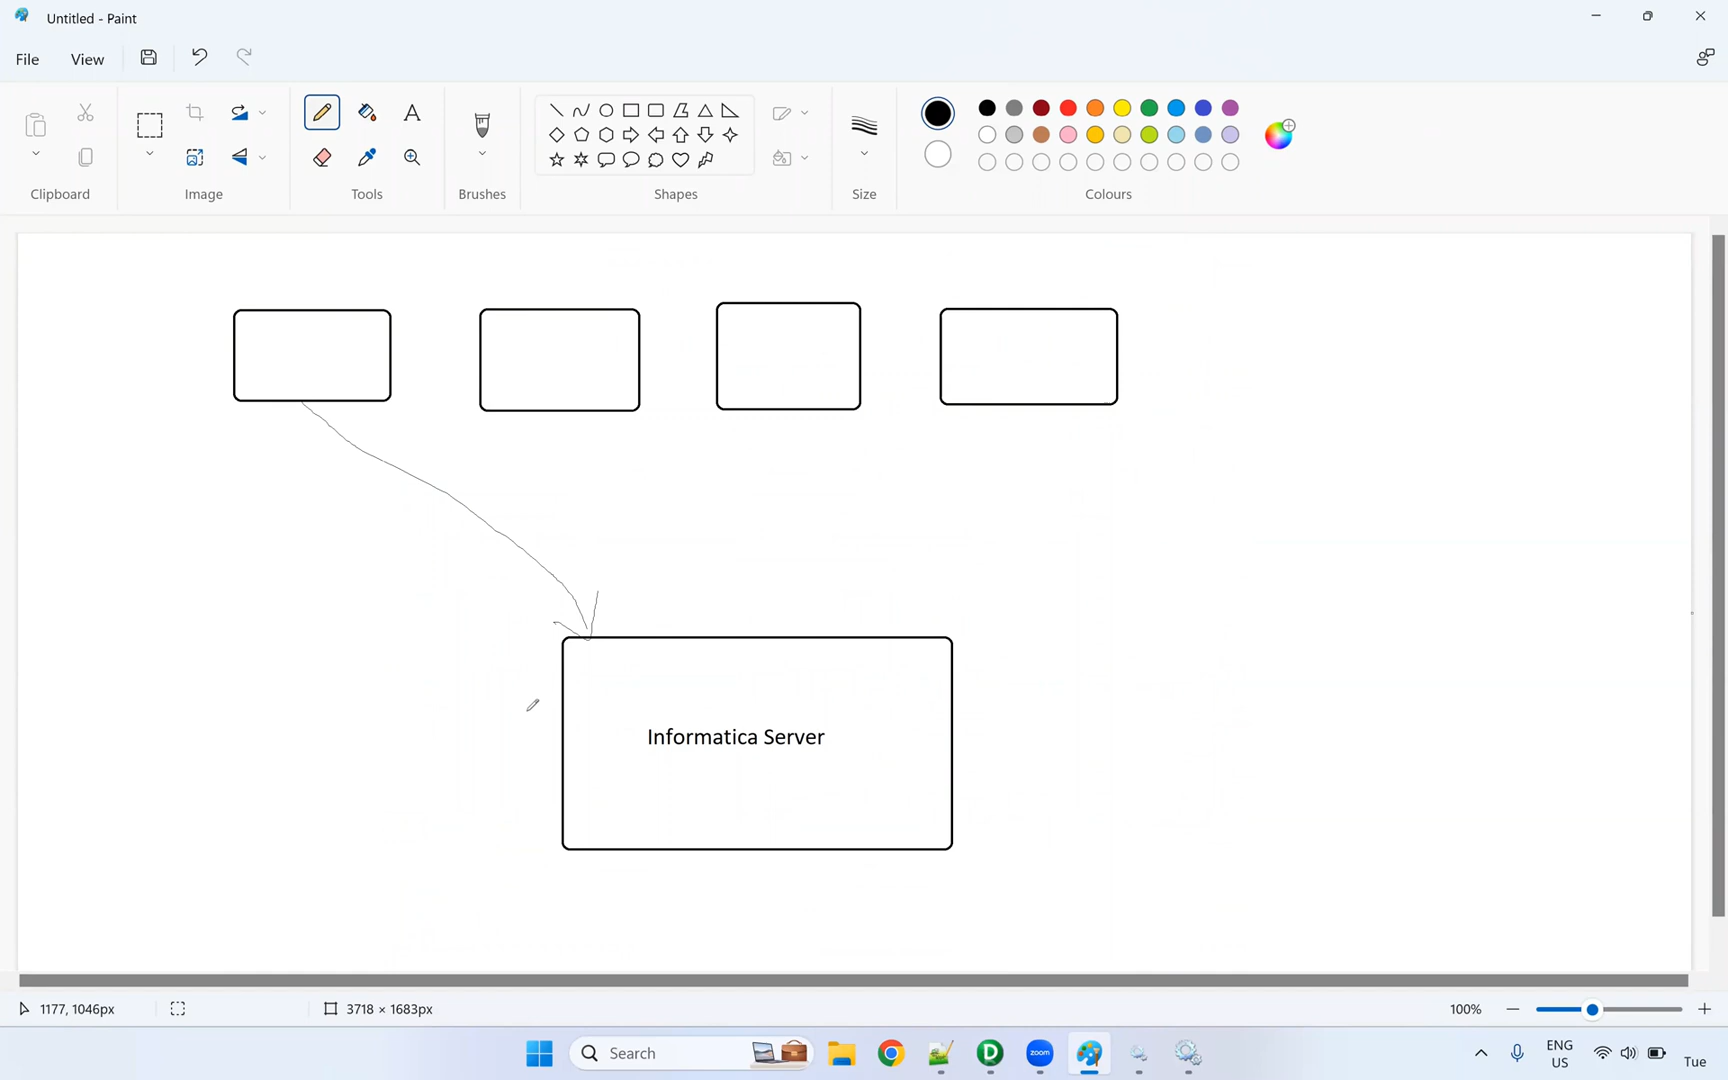 Untitled - Paint
File
View
Clipboard
Image
Tools
Brushes
Shapes
Size
Colours
Informatica Server
1177, 1046px
3718 × 1683px
100%
Search
zoom
ENG
US
Tue